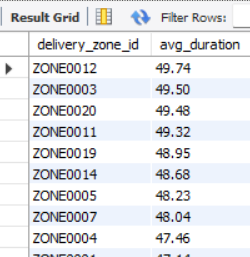 Result Grid Filter Rows:
delivery_zone_id avg_duration
ZONE0012 49.74
ZONE0003 49.50
ZONE0020 49.48
ZONE0011 49.32
ZONE0019 48.95
ZONE0014 48.68
ZONE0005 48.23
ZONE0007 48.04
ZONE0004 47.46